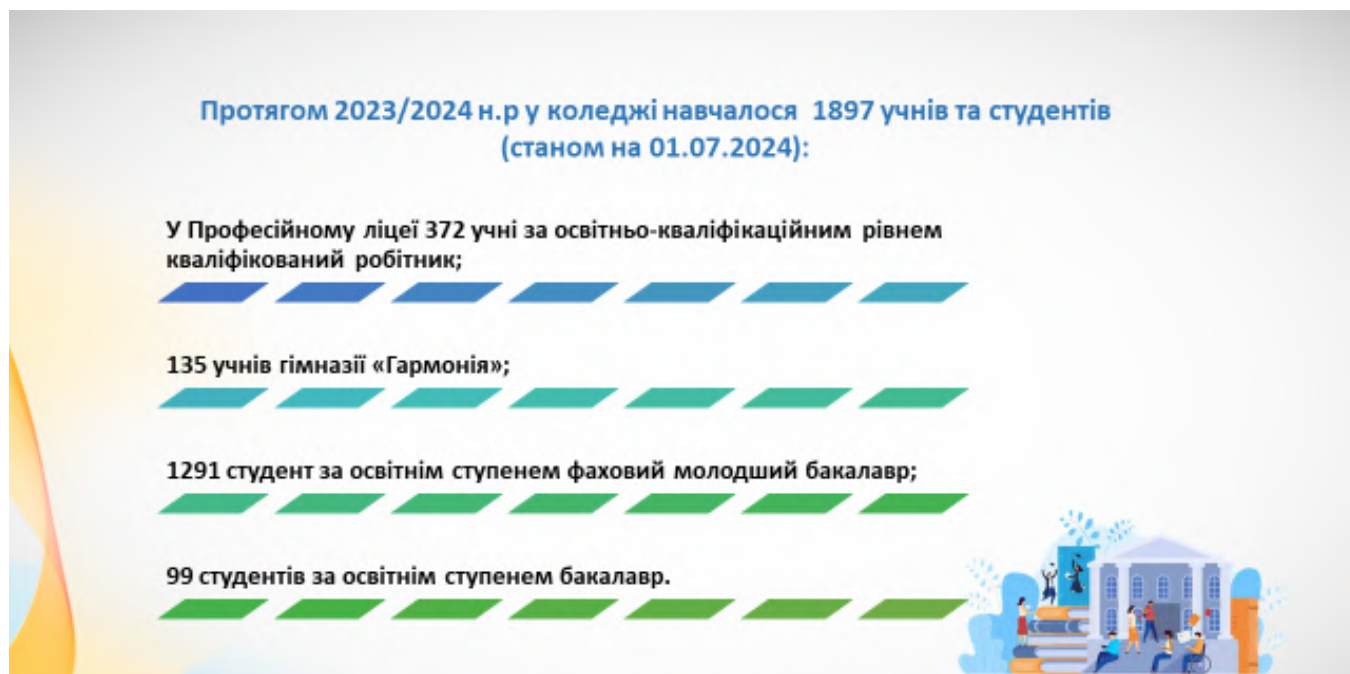 Протягом 2023/2024 н.р у коледжі навчалося 1897 учнів та студентів
(станом на 01.07.2024):
У Професійному ліцеї 372 учні за освітньо-кваліфікаційним рівнем
кваліфікований робітник;
135 учнів гімназії «Гармонія»;
1291 студент за освітнім ступенем фаховий молодший бакалавр;
99 студентів за освітнім ступенем бакалавр.